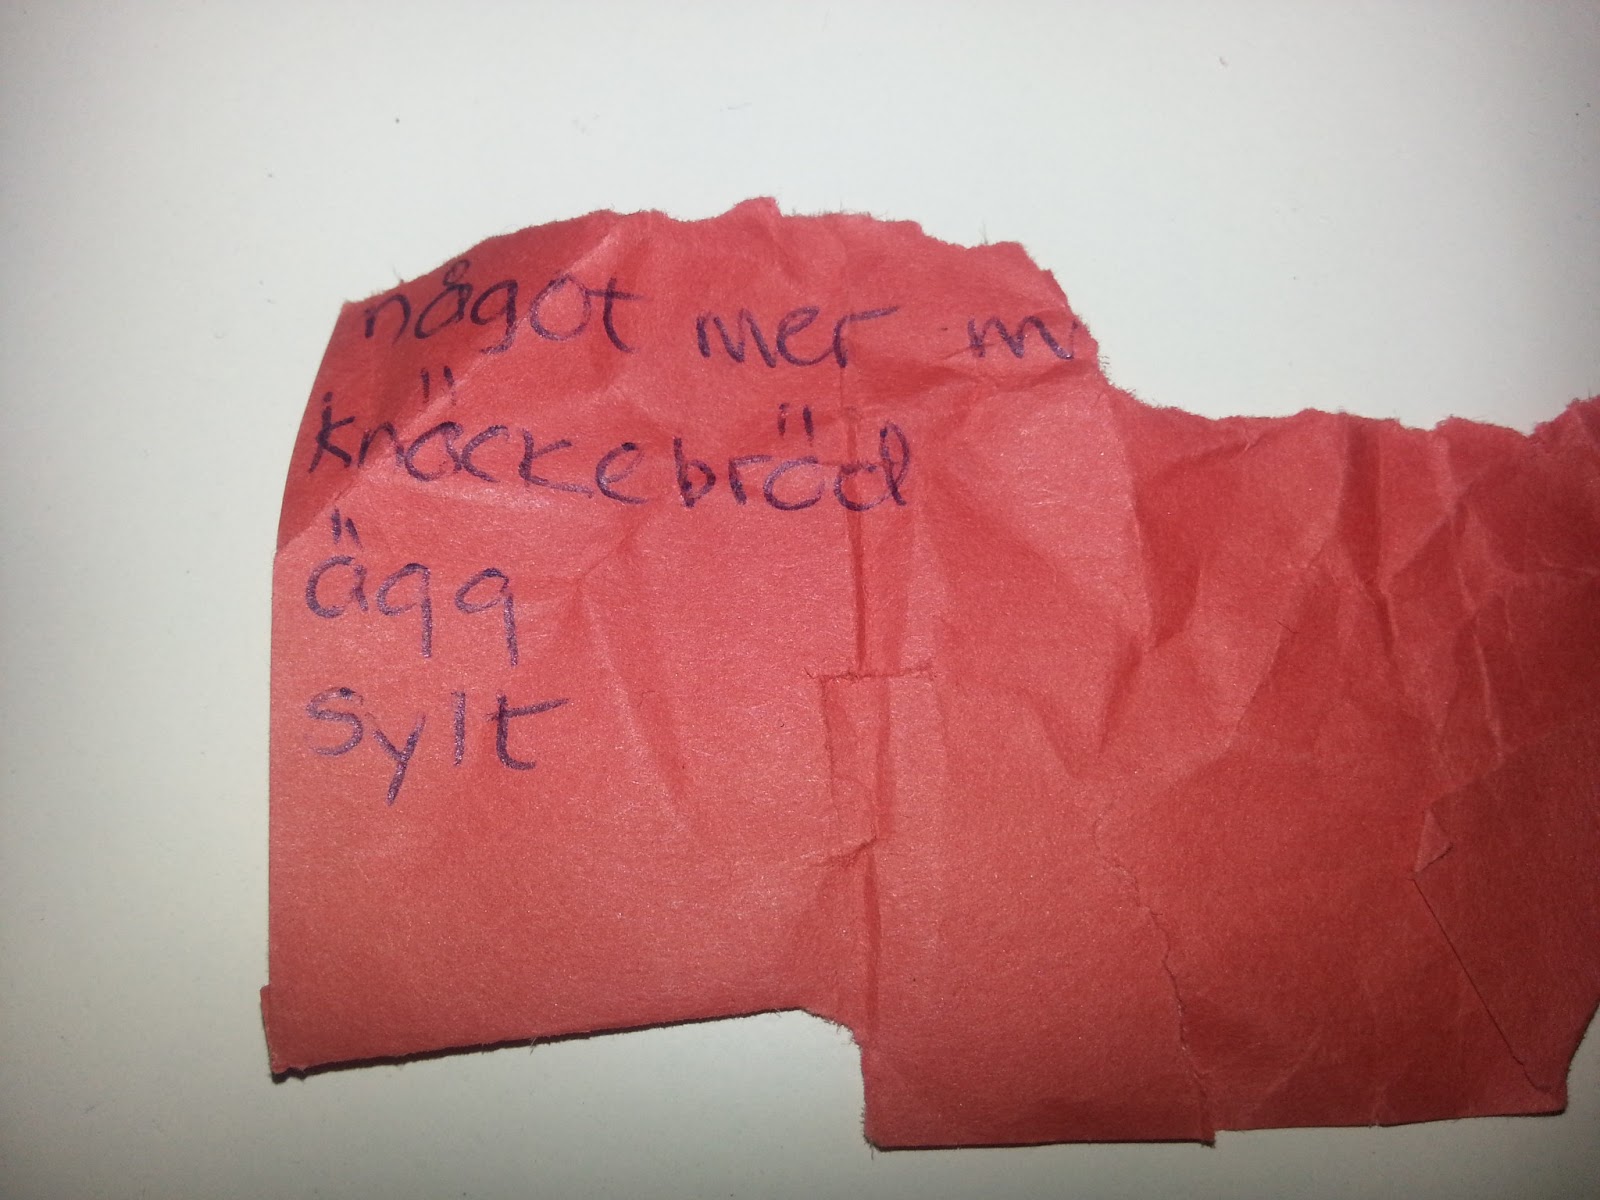 något mer m
knäckebröd
ägg
Sylt